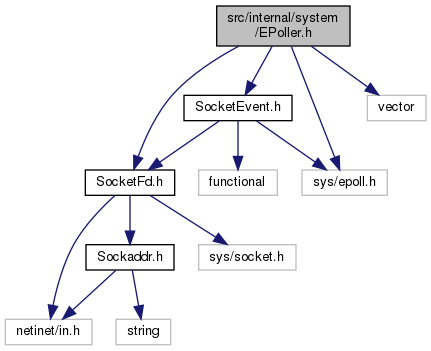 src/internal/system
/EPoller.h
SocketEvent.h
vector
SocketFd.h
functional
sys/epoll.h
Sockaddr.h
sys/socket.h
netinet/in.h
string